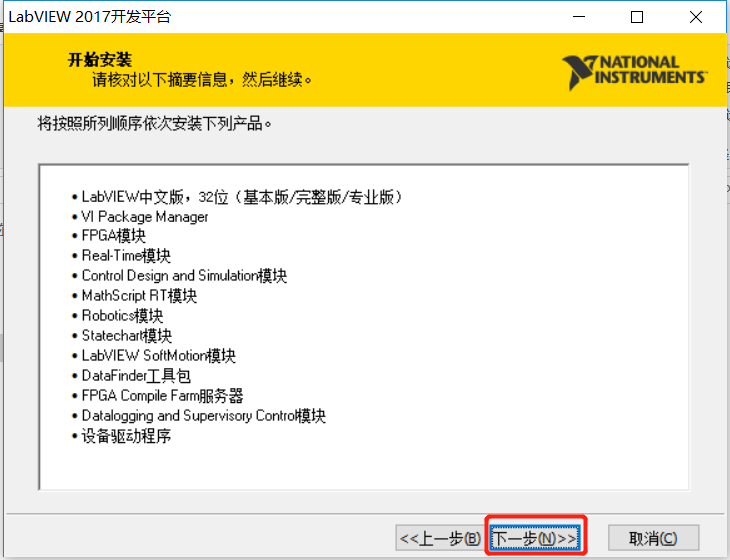 LabVIEW 2017开发平台
开始安装
请核对以下摘要信息，然后继续。
NATIONAL
INSTRUMENTS™
将按照所列顺序依次安装下列产品。
• LabVIEW中文版，32位（基本版/完整版/专业版）
• VI Package Manager
• FPGA模块
• Real-Time模块
• Control Design and Simulation模块
• MathScript RT模块
• Robotics模块
• Statechart模块
• LabVIEW SoftMotion模块
• DataFinder工具包
• FPGA Compile Farm服务器
• Datalogging and Supervisory Control模块
• 设备驱动程序
<<上一步(B) 下一步(N)>> 取消(C)